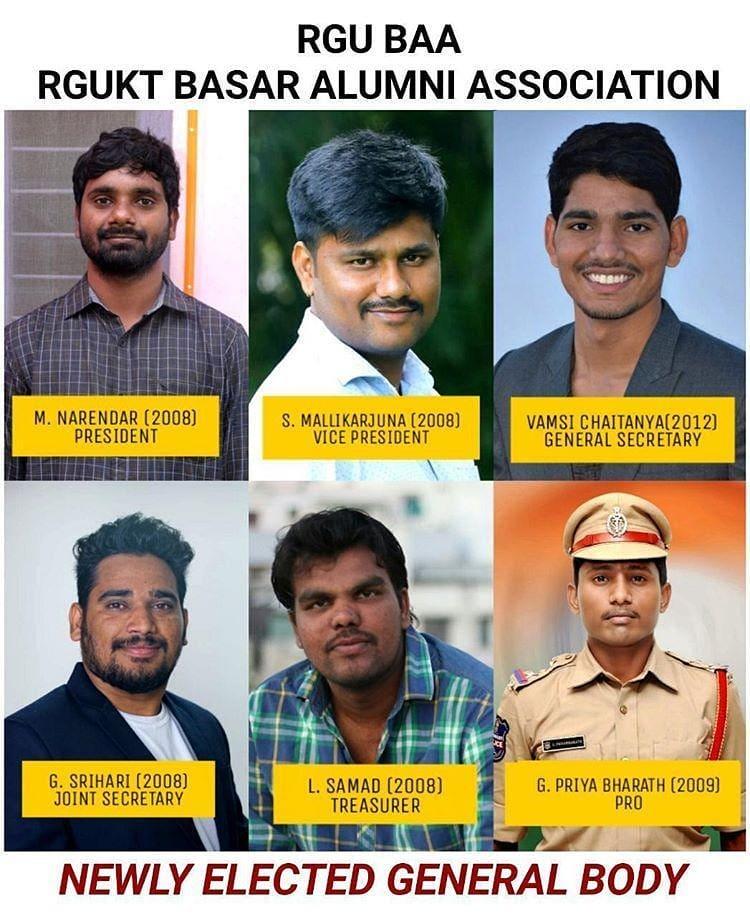 RGU BAA
RGUKT BASAR ALUMNI ASSOCIATION
M. NARENDAR (2008)
PRESIDENT
S. MALLIKARJUNA (2008)
VICE PRESIDENT
VAMSI CHAITANYA(2012)
GENERAL SECRETARY
G. SRIHARI (2008)
JOINT SECRETARY
L. SAMAD (2008)
TREASURER
G. PRIYA BHARATH (2009)
PRO
NEWLY ELECTED GENERAL BODY